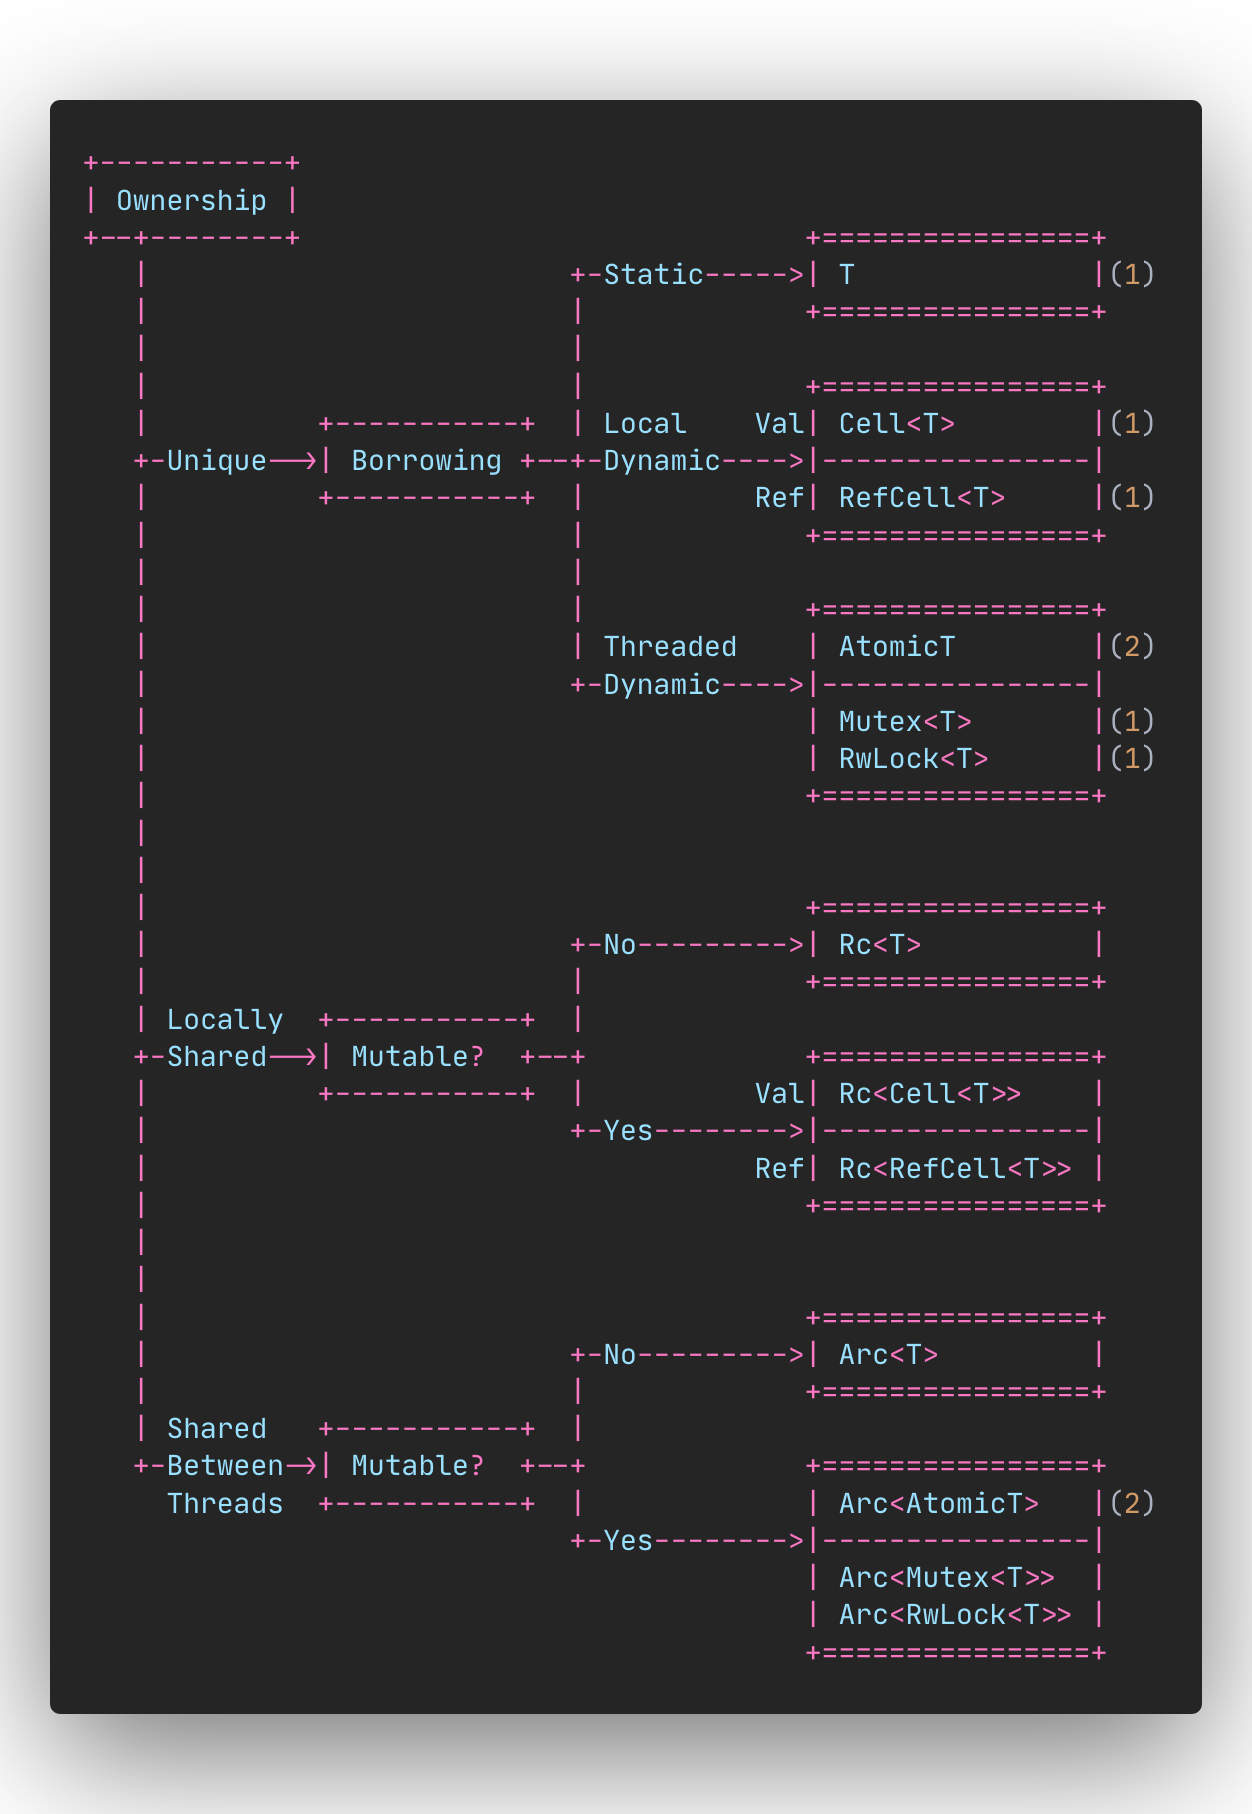 +-----------+
| Ownership |
+--+--------+                              +================+
   |                         +-Static----->| T              |(1)
   |                         |             +================+
   |                         |
   |                         |             +================+
   |          +-----------+  | Local    Val| Cell<T>        |(1)
   +-Unique-->| Borrowing +--+-Dynamic---->|----------------|
   |          +-----------+  |          Ref| RefCell<T>     |(1)
   |                         |             +================+
   |                         |
   |                         |             +================+
   |                         | Threaded    | AtomicT        |(2)
   |                         +-Dynamic---->|----------------|
   |                                       | Mutex<T>       |(1)
   |                                       | RwLock<T>      |(1)
   |                                       +================+
   |
   |
   |                                       +================+
   |                         +-No--------->| Rc<T>          |
   |                         |             +================+
   | Locally  +-----------+  |
   +-Shared-->| Mutable?  +--+             +================+
   |          +-----------+  |          Val| Rc<Cell<T>>    |
   |                         +-Yes-------->|----------------|
   |                                    Ref| Rc<RefCell<T>> |
   |                                       +================+
   |
   |
   |                                       +================+
   |                         +-No--------->| Arc<T>         |
   |                         |             +================+
   | Shared   +-----------+  |
   +-Between->| Mutable?  +--+             +================+
     Threads  +-----------+  |             | Arc<AtomicT>   |(2)
                             +-Yes-------->|----------------|
                                           | Arc<Mutex<T>>  |
                                           | Arc<RwLock<T>> |
                                           +================+